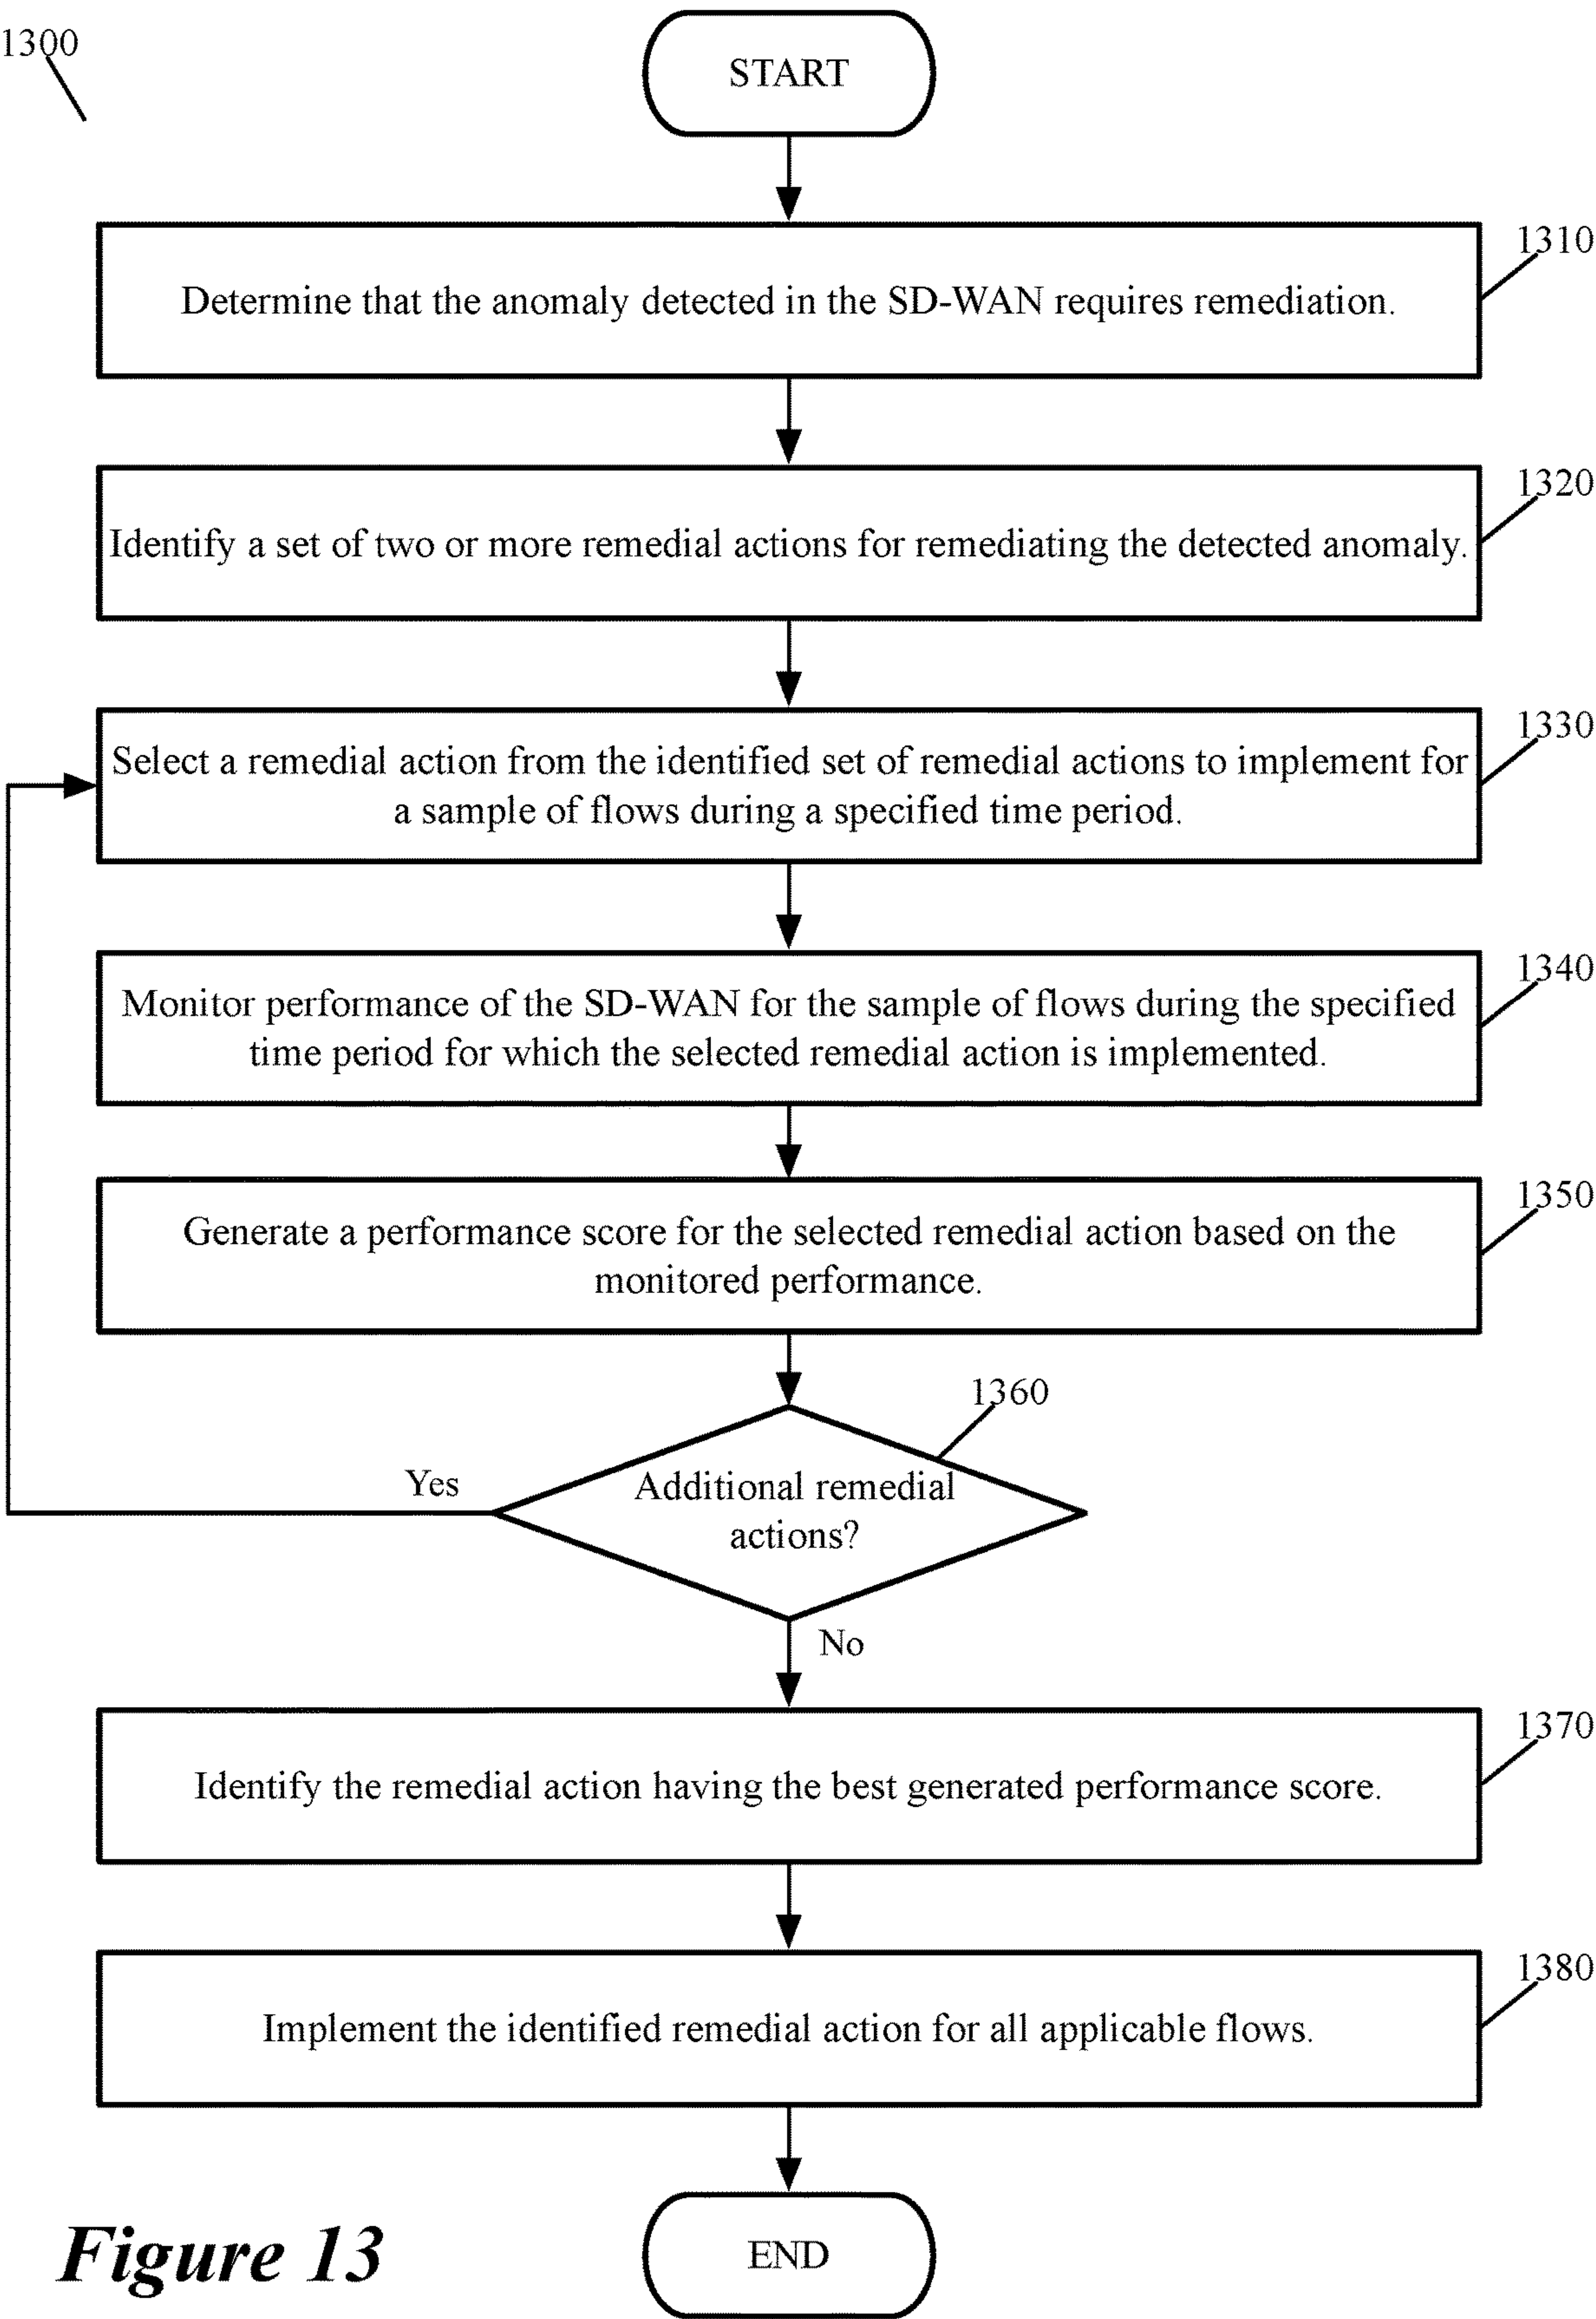 1300
START
1310
Determine that the anomaly detected in the SD-WAN requires remediation.
1320
Identify a set of two or more remedial actions for remediating the detected anomaly.
1330
Select a remedial action from the identified set of remedial actions to implement for
a sample of flows during a specified time period.
1340
Monitor performance of the SD-WAN for the sample of flows during the specified
time period for which the selected remedial action is implemented.
1350
Generate a performance score for the selected remedial action based on the
monitored performance.
1360
Yes
Additional remedial
actions?
No
1370
Identify the remedial action having the best generated performance score.
1380
Implement the identified remedial action for all applicable flows.
Figure 13
END